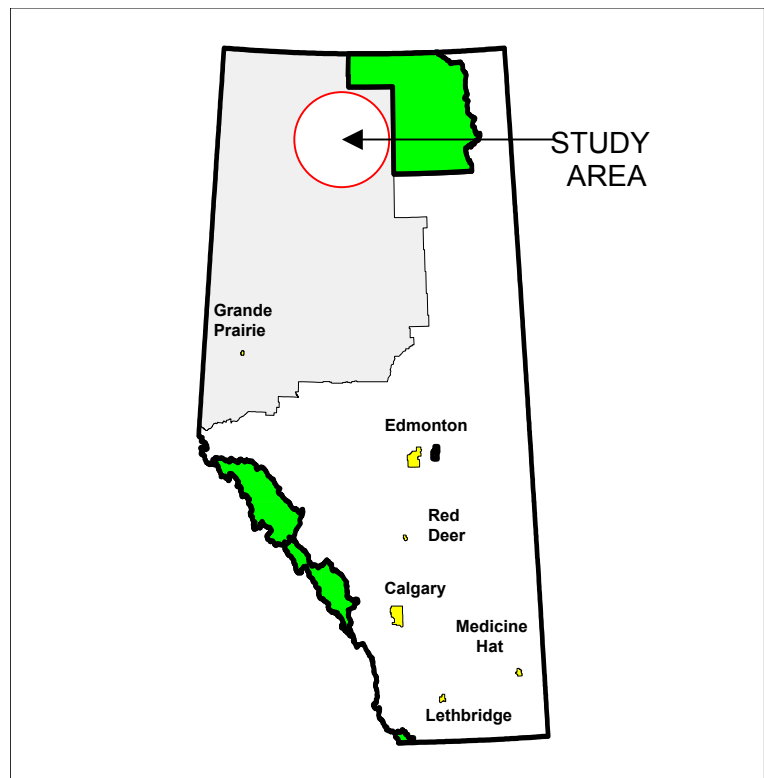 STUDY
AREA
Grande
Prairie
Edmonton
Red
Deer
Calgary
Medicine
Hat
Lethbridge